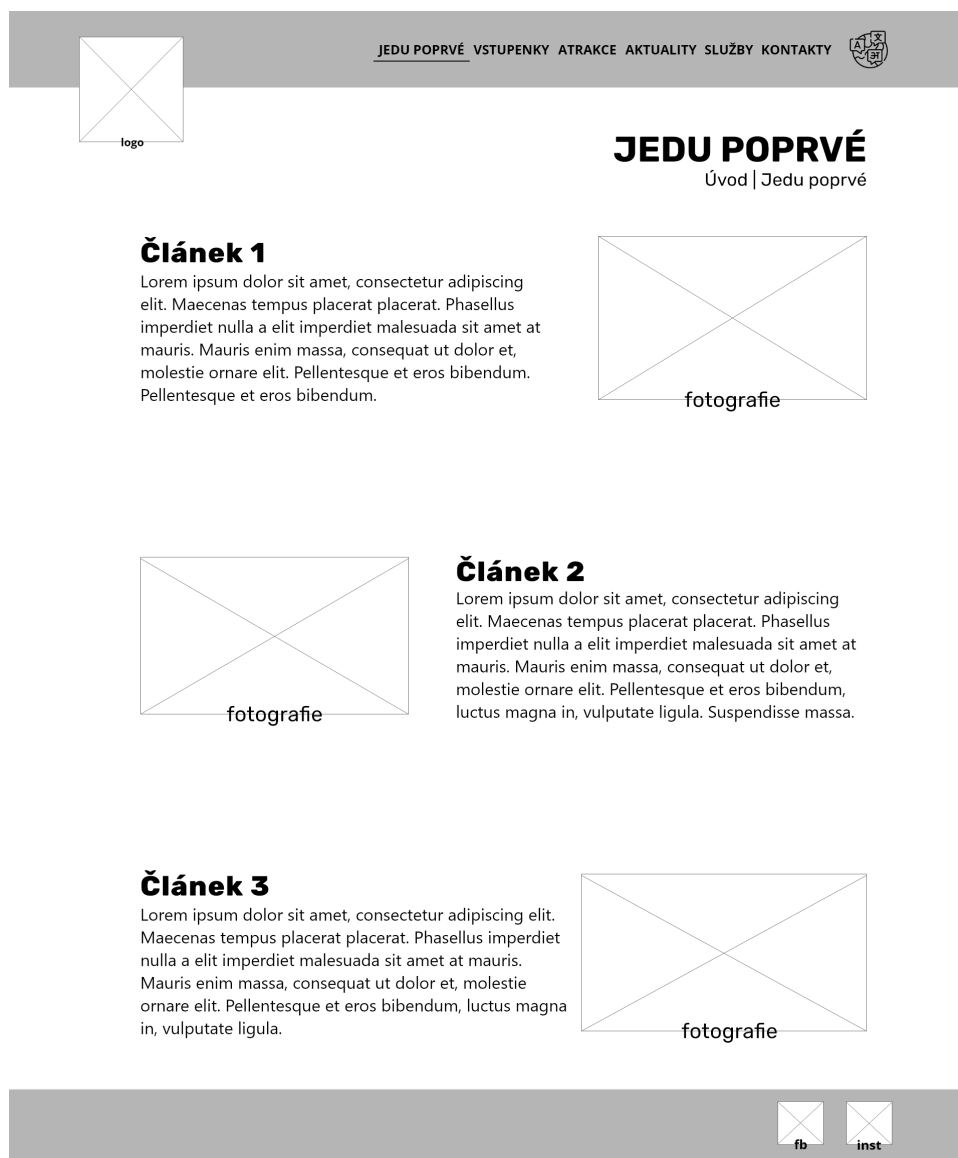 JEDU POPRVÉ VSTUPENKY ATRAKCE AKTUALITY SLUŽBY KONTAKTY
A 文 अ
logo
JEDU POPRVÉ
Úvod | Jedu poprvé
Článek 1
Lorem ipsum dolor sit amet, consectetur adipiscing
elit. Maecenas tempus placerat placerat. Phasellus
imperdiet nulla a elit imperdiet malesuada sit amet at
mauris. Mauris enim massa, consequat ut dolor et,
molestie ornare elit. Pellentesque et eros bibendum.
Pellentesque et eros bibendum.
fotografie
fotografie
Článek 2
Lorem ipsum dolor sit amet, consectetur adipiscing
elit. Maecenas tempus placerat placerat. Phasellus
imperdiet nulla a elit imperdiet malesuada sit amet at
mauris. Mauris enim massa, consequat ut dolor et,
molestie ornare elit. Pellentesque et eros bibendum,
luctus magna in, vulputate ligula. Suspendisse massa.
Článek 3
Lorem ipsum dolor sit amet, consectetur adipiscing elit.
Maecenas tempus placerat placerat. Phasellus imperdiet
nulla a elit imperdiet malesuada sit amet at mauris.
Mauris enim massa, consequat ut dolor et, molestie
ornare elit. Pellentesque et eros bibendum, luctus magna
in, vulputate ligula.
fotografie
fb
inst